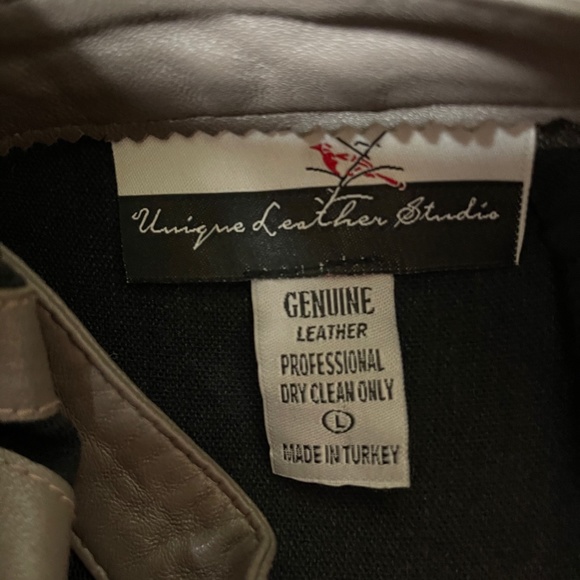 Unique Leather Studio
GENUINE
LEATHER
PROFESSIONAL
DRY CLEAN ONLY
L
MADE IN TURKEY